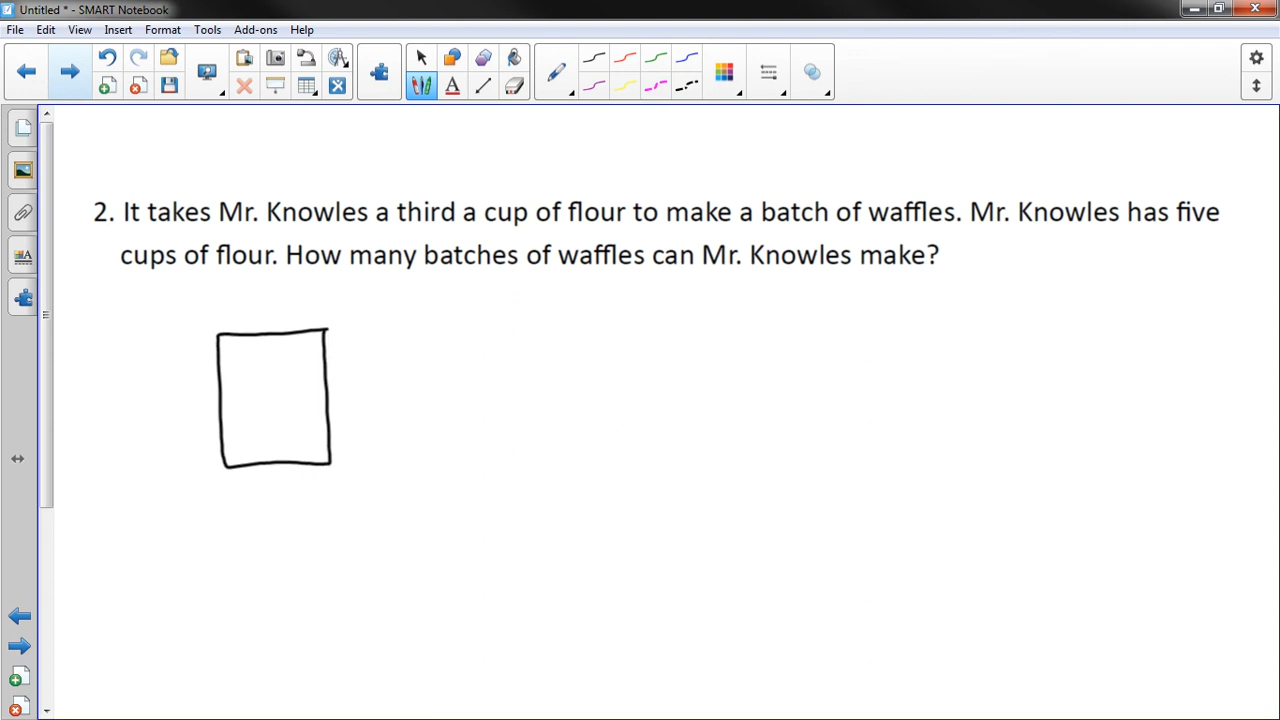 Untitled * - SMART Notebook
File Edit View Insert Format Tools Add-ons Help
2. It takes Mr. Knowles a third a cup of flour to make a batch of waffles. Mr. Knowles has five
cups of flour. How many batches of waffles can Mr. Knowles make?